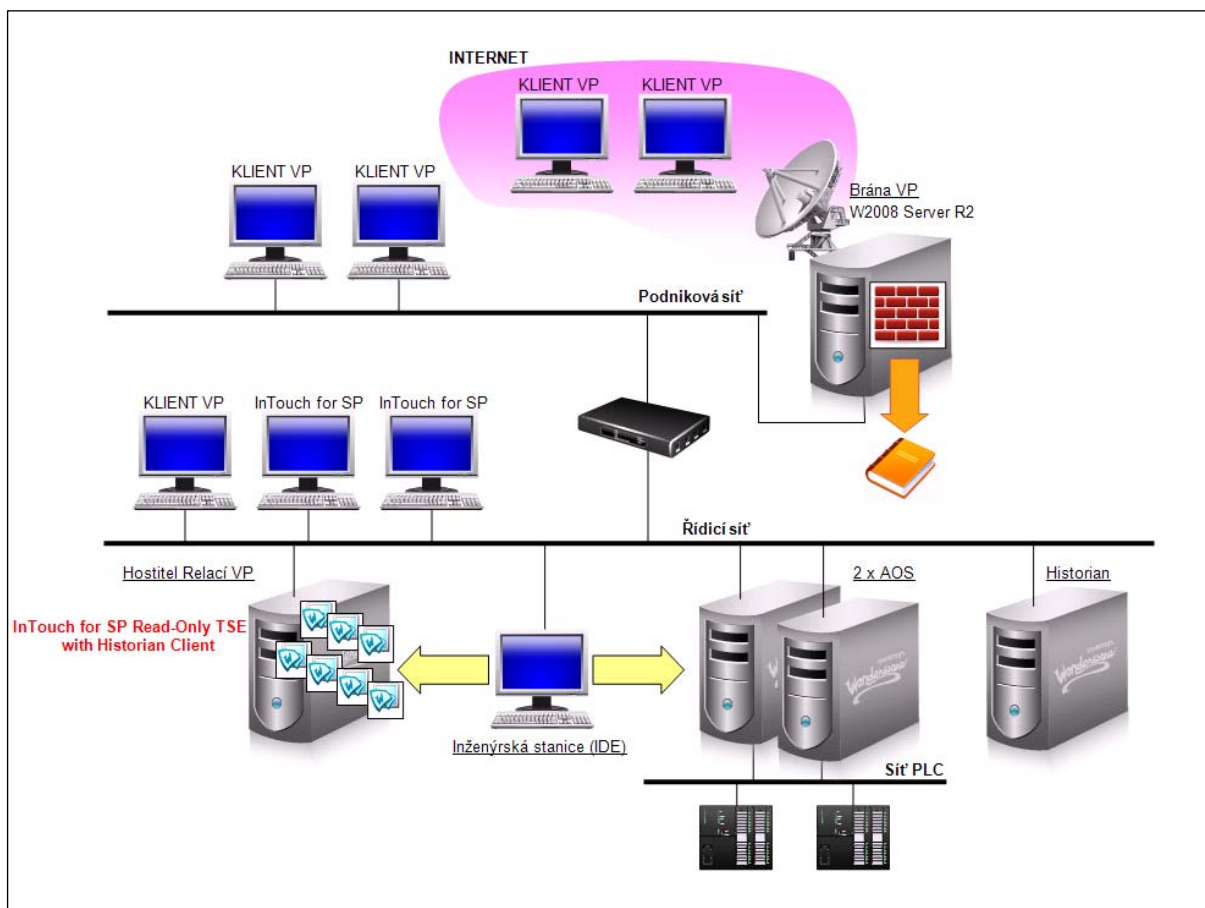 INTERNET
KLIENT VP
KLIENT VP
KLIENT VP
KLIENT VP
Brána VP
W2008 Server R2
Podniková síť
KLIENT VP
InTouch for SP
InTouch for SP
Řídicí síť
Hostitel Relací VP
2 x AOS
Historian
InTouch for SP Read-Only TSE
with Historian Client
Wonderware
Wonderware
Inženýrská stanice (IDE)
Síť PLC